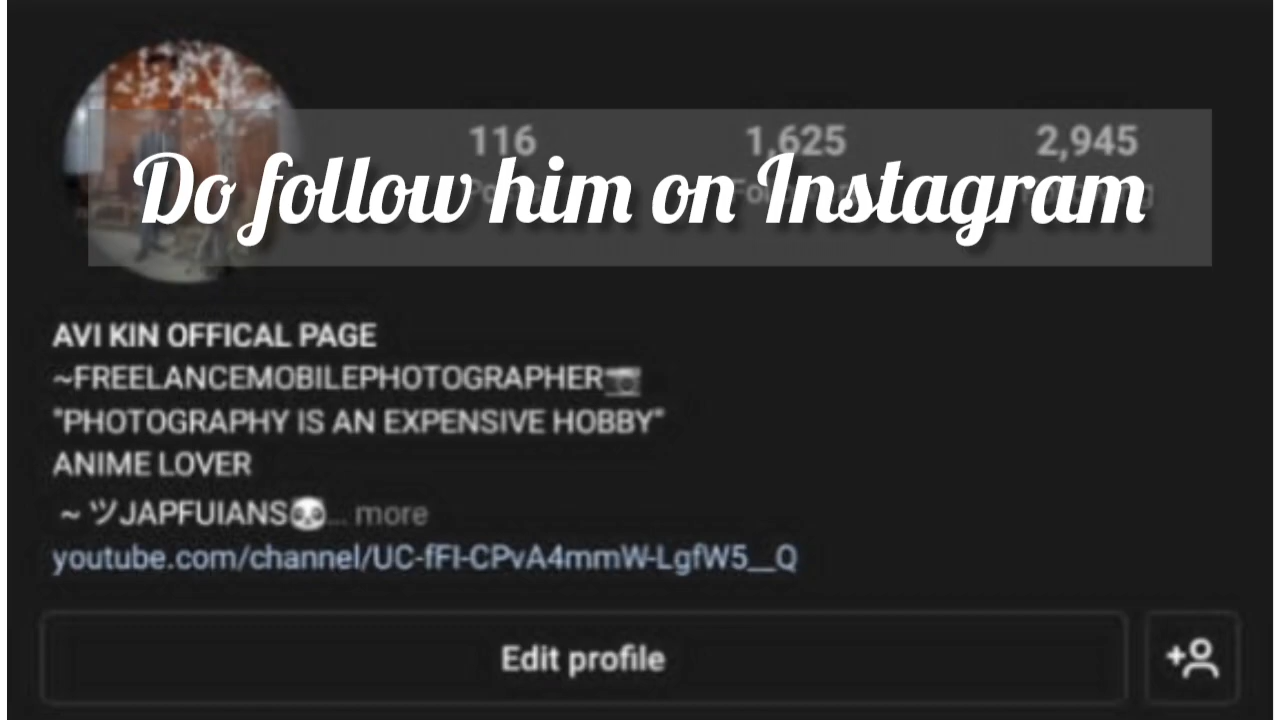 116 1,625 2,945
Do follow him on Instagram
AVI KIN OFFICAL PAGE
~FREELANCEMOBILEPHOTOGRAPHER📷
"PHOTOGRAPHY IS AN EXPENSIVE HOBBY"
ANIME LOVER
~ ツJAPFUIANS🐼... more
youtube.com/channel/UC-fFI-CPvA4mmW-LgfW5__Q
Edit profile